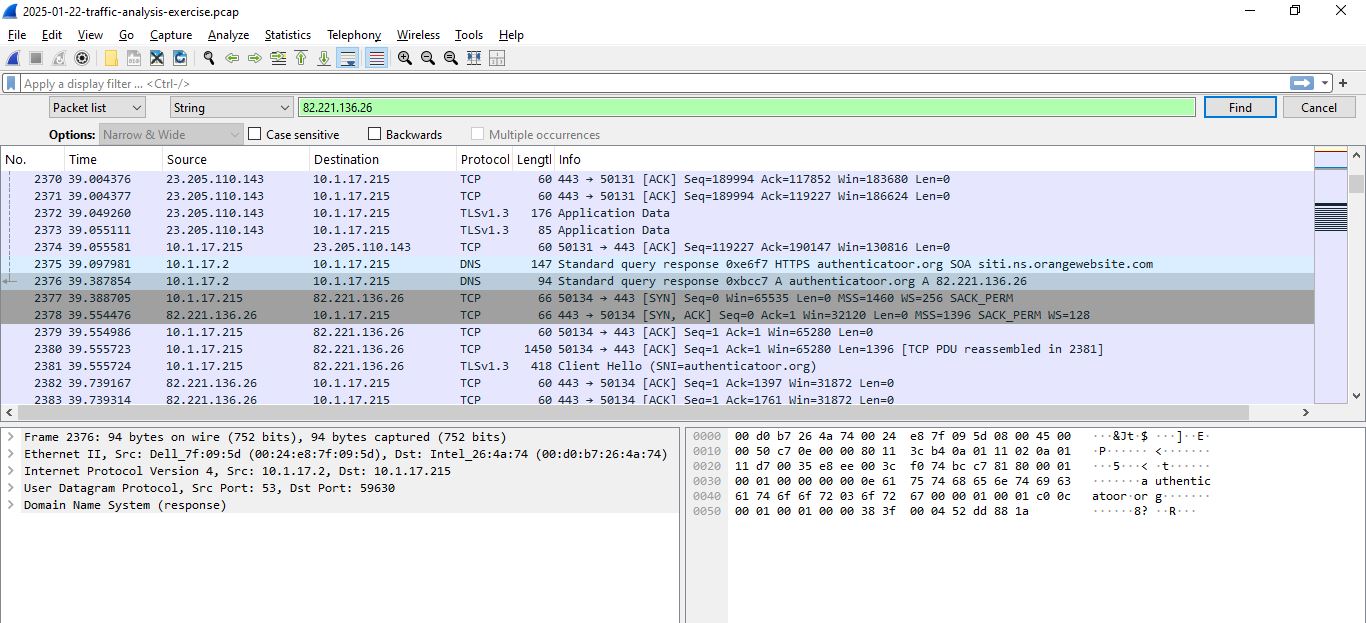 2025-01-22-traffic-analysis-exercise.pcap
File Edit View Go Capture Analyze Statistics Telephony Wireless Tools Help
Apply a display filter ... <Ctrl-/>
Packet list String 82.221.136.26 Find Cancel
Options: Narrow & Wide Case sensitive Backwards Multiple occurrences
No. Time Source Destination Protocol Lengtl Info
2370 39.004376 23.205.110.143 10.1.17.215 TCP 60 443 → 50131 [ACK] Seq=189994 Ack=117852 Win=183680 Len=0
2371 39.004377 23.205.110.143 10.1.17.215 TCP 60 443 → 50131 [ACK] Seq=189994 Ack=119227 Win=186624 Len=0
2372 39.049260 23.205.110.143 10.1.17.215 TLSv1.3 176 Application Data
2373 39.055111 23.205.110.143 10.1.17.215 TLSv1.3 85 Application Data
2374 39.055581 10.1.17.215 23.205.110.143 TCP 60 50131 → 443 [ACK] Seq=119227 Ack=190147 Win=130816 Len=0
2375 39.097981 10.1.17.2 10.1.17.215 DNS 147 Standard query response 0xe6f7 HTTPS authenticatoor.org SOA siti.ns.orangewebsite.com
2376 39.387854 10.1.17.2 10.1.17.215 DNS 94 Standard query response 0xbcc7 A authenticatoor.org A 82.221.136.26
2377 39.388705 10.1.17.215 82.221.136.26 TCP 66 50134 → 443 [SYN] Seq=0 Win=65535 Len=0 MSS=1460 WS=256 SACK_PERM
2378 39.554476 82.221.136.26 10.1.17.215 TCP 66 443 → 50134 [SYN, ACK] Seq=0 Ack=1 Win=32120 Len=0 MSS=1396 SACK_PERM WS=128
2379 39.554986 10.1.17.215 82.221.136.26 TCP 60 50134 → 443 [ACK] Seq=1 Ack=1 Win=65280 Len=0
2380 39.555723 10.1.17.215 82.221.136.26 TCP 1450 50134 → 443 [ACK] Seq=1 Ack=1 Win=65280 Len=1396 [TCP PDU reassembled in 2381]
2381 39.555724 10.1.17.215 82.221.136.26 TLSv1.3 418 Client Hello (SNI=authenticatoor.org)
2382 39.739167 82.221.136.26 10.1.17.215 TCP 60 443 → 50134 [ACK] Seq=1 Ack=1397 Win=31872 Len=0
2383 39.739314 82.221.136.26 10.1.17.215 TCP 60 443 → 50134 [ACK] Seq=1 Ack=1761 Win=31872 Len=0
Frame 2376: 94 bytes on wire (752 bits), 94 bytes captured (752 bits)
Ethernet II, Src: Dell_7f:09:5d (00:24:e8:7f:09:5d), Dst: Intel_26:4a:74 (00:d0:b7:26:4a:74)
Internet Protocol Version 4, Src: 10.1.17.2, Dst: 10.1.17.215
User Datagram Protocol, Src Port: 53, Dst Port: 59630
Domain Name System (response)
0000 00 d0 b7 26 4a 74 00 24 e8 7f 09 5d 08 00 45 00 ···&Jt·$ ···]··E·
0010 00 50 c7 0e 00 00 80 11 3c b4 0a 01 11 02 0a 01 ·P······ <·······
0020 11 d7 00 35 e8 ee 00 3c f0 74 bc c7 81 80 00 01 ···5···< ·t······
0030 00 01 00 00 00 00 0e 61 75 74 68 65 6e 74 69 63 ·······a uthentic
0040 61 74 6f 6f 72 03 6f 72 67 00 00 01 00 01 c0 0c atoor·or g·······
0050 00 01 00 01 00 00 38 3f 00 04 52 dd 88 1a ······8? ··R···